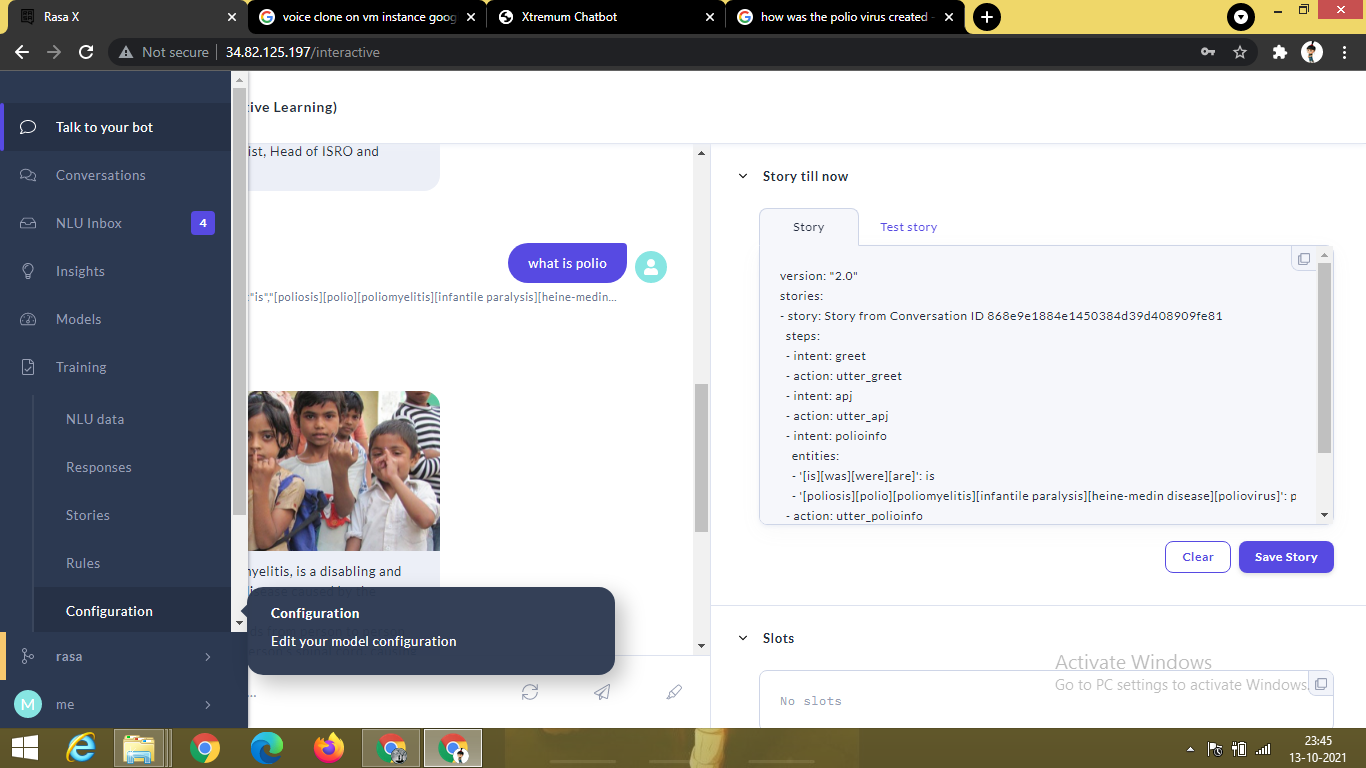 Rasa X
voice clone on vm instance goog
Xtremum Chatbot
how was the polio virus created -
Not secure
34.82.125.197/interactive
Talk to your bot
Conversations
NLU Inbox
4
Insights
Models
Training
NLU data
Responses
Stories
Rules
Configuration
rasa
M
me
ive Learning)
ist, Head of ISRO and
what is polio
"is","[poliosis][polio][poliomyelitis][infantile paralysis][heine-medin...
yelitis, is a disabling and
Configuration
Edit your model configuration
...
Story till now
Story
Test story
version: "2.0"
stories:
- story: Story from Conversation ID 868e9e1884e1450384d39d408909fe81
steps:
- intent: greet
- action: utter_greet
- intent: apj
- action: utter_apj
- intent: polioinfo
entities:
- '[is][was][were][are]': is
- '[poliosis][polio][poliomyelitis][infantile paralysis][heine-medin disease][poliovirus]': p
- action: utter_polioinfo
Clear
Save Story
Slots
No slots
Activate Windows
Go to PC settings to activate Windows.
23:45
13-10-2021